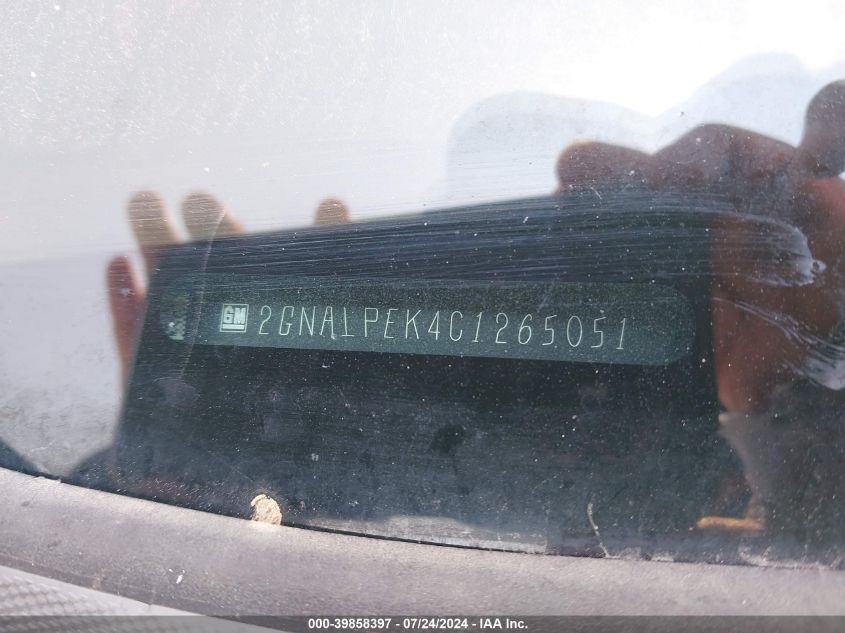 GM 2GNALPEK4C1265051
000-39858397 / 07/24/2024 - IAA Inc.